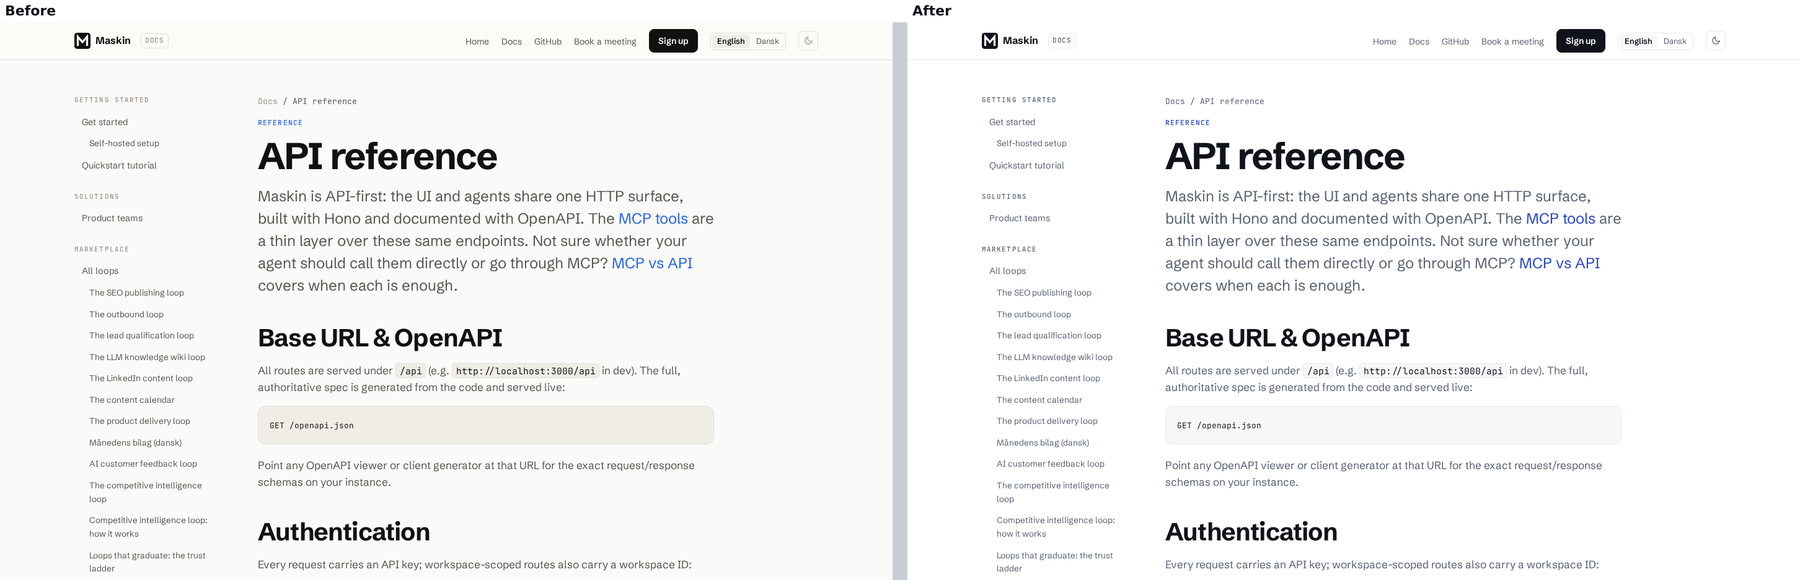 Before
Maskin DOCS Home Docs GitHub Book a meeting Sign up English Dansk
GETTING STARTED
Get started
Self-hosted setup
Quickstart tutorial
SOLUTIONS
Product teams
MARKETPLACE
All loops
The SEO publishing loop
The outbound loop
The lead qualification loop
The LLM knowledge wiki loop
The LinkedIn content loop
The content calendar
The product delivery loop
Månedens bilag (dansk)
AI customer feedback loop
The competitive intelligence
loop
Competitive intelligence loop:
how it works
Loops that graduate: the trust
ladder
Docs / API reference
REFERENCE
API reference
Maskin is API-first: the UI and agents share one HTTP surface,
built with Hono and documented with OpenAPI. The MCP tools are
a thin layer over these same endpoints. Not sure whether your
agent should call them directly or go through MCP? MCP vs API
covers when each is enough.
Base URL & OpenAPI
All routes are served under /api (e.g. http://localhost:3000/api in dev). The full,
authoritative spec is generated from the code and served live:
GET /openapi.json
Point any OpenAPI viewer or client generator at that URL for the exact request/response
schemas on your instance.
Authentication
Every request carries an API key; workspace-scoped routes also carry a workspace ID:
After
Maskin DOCS Home Docs GitHub Book a meeting Sign up English Dansk
GETTING STARTED
Get started
Self-hosted setup
Quickstart tutorial
SOLUTIONS
Product teams
MARKETPLACE
All loops
The SEO publishing loop
The outbound loop
The lead qualification loop
The LLM knowledge wiki loop
The LinkedIn content loop
The content calendar
The product delivery loop
Månedens bilag (dansk)
AI customer feedback loop
The competitive intelligence
loop
Competitive intelligence loop:
how it works
Loops that graduate: the trust
ladder
Docs / API reference
REFERENCE
API reference
Maskin is API-first: the UI and agents share one HTTP surface,
built with Hono and documented with OpenAPI. The MCP tools are
a thin layer over these same endpoints. Not sure whether your
agent should call them directly or go through MCP? MCP vs API
covers when each is enough.
Base URL & OpenAPI
All routes are served under /api (e.g. http://localhost:3000/api in dev). The full,
authoritative spec is generated from the code and served live:
GET /openapi.json
Point any OpenAPI viewer or client generator at that URL for the exact request/response
schemas on your instance.
Authentication
Every request carries an API key; workspace-scoped routes also carry a workspace ID: